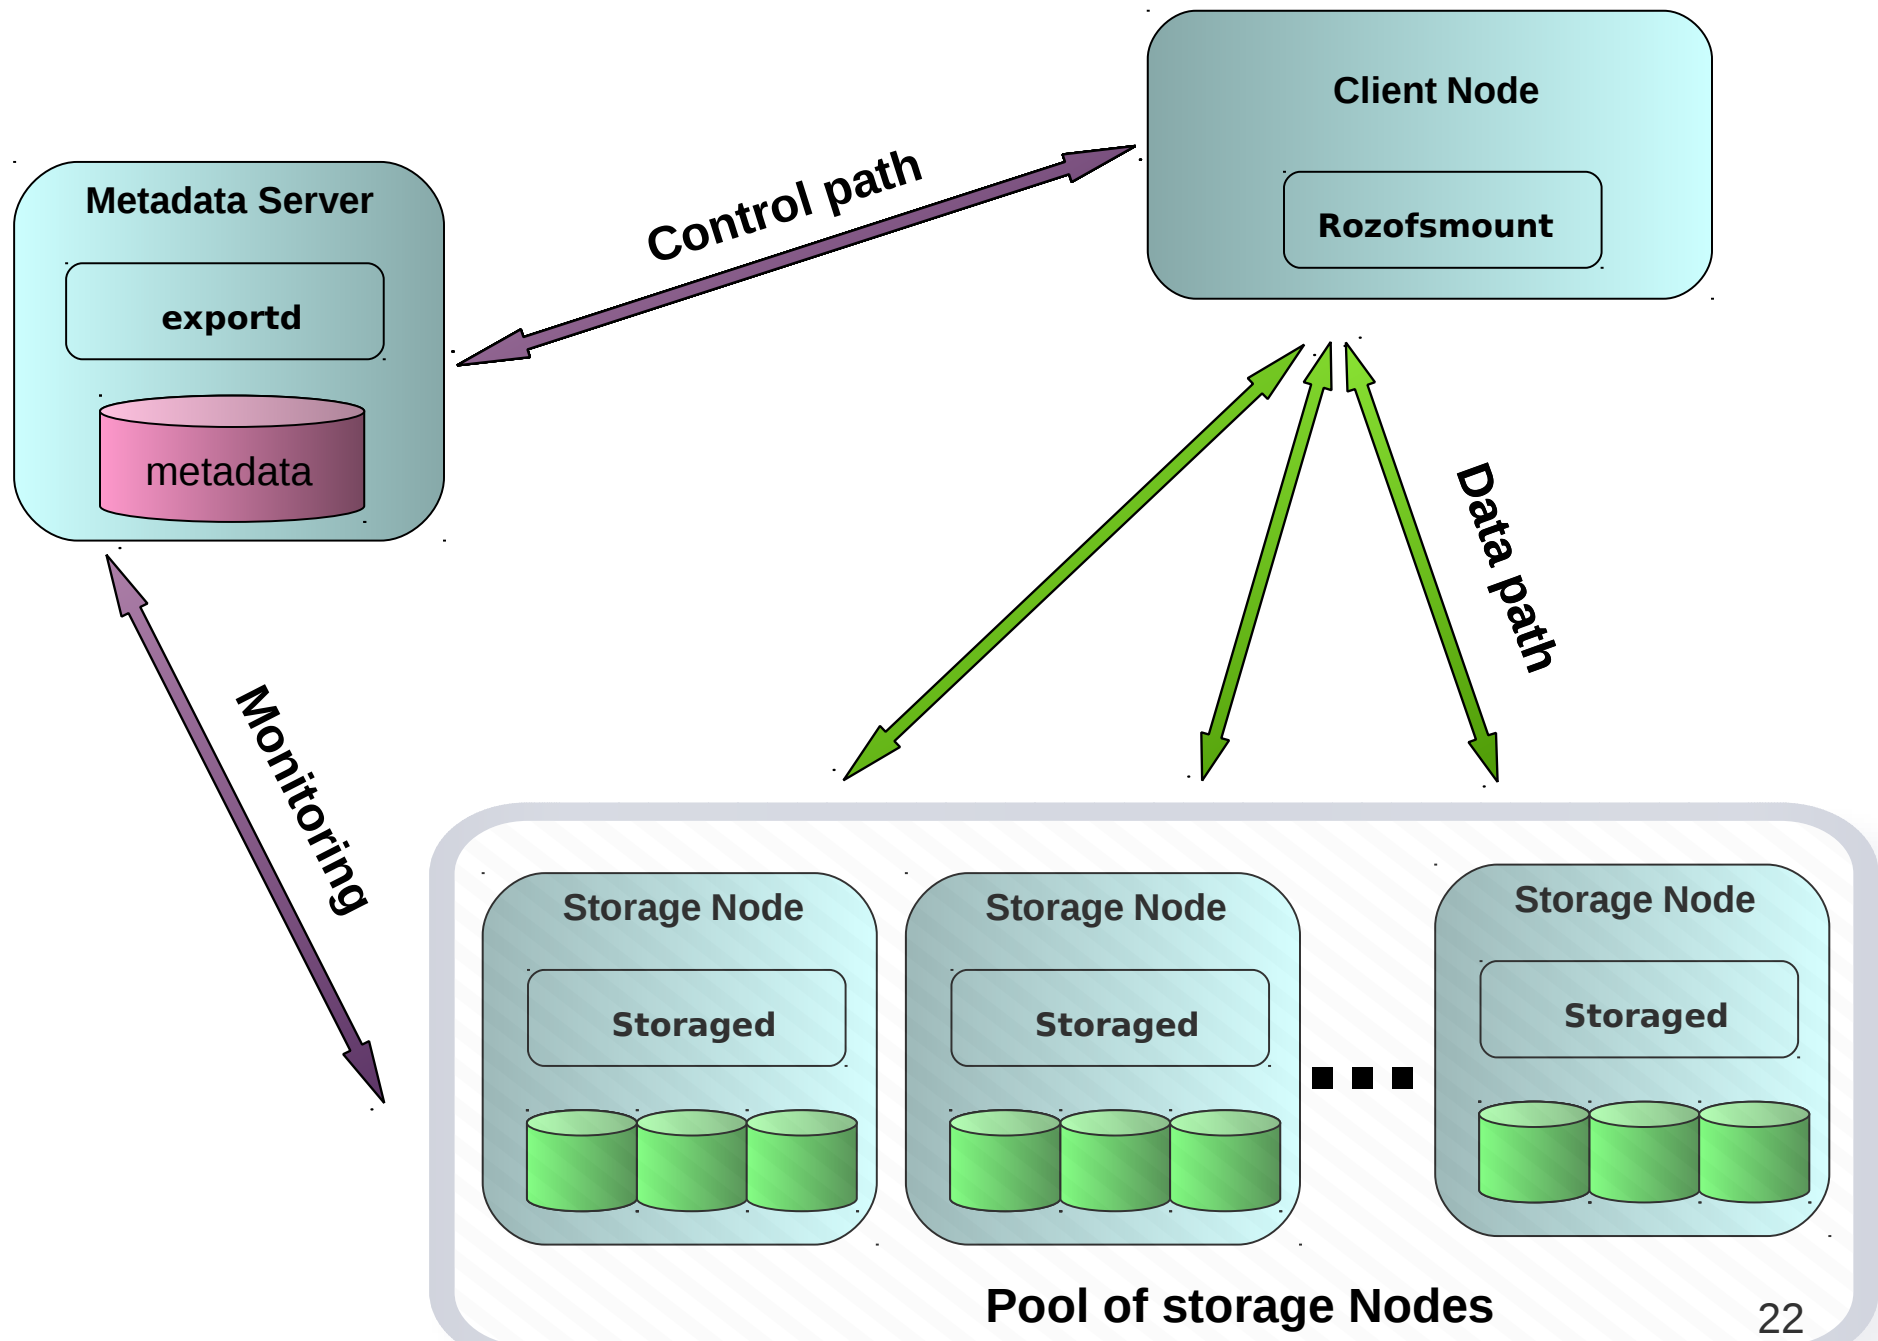 Client Node
Rozofsmount
Metadata Server
exportd
metadata
Control path
Data path
Monitoring
Storage Node
Storaged
Storage Node
Storaged
Storage Node
Storaged
Pool of storage Nodes
22